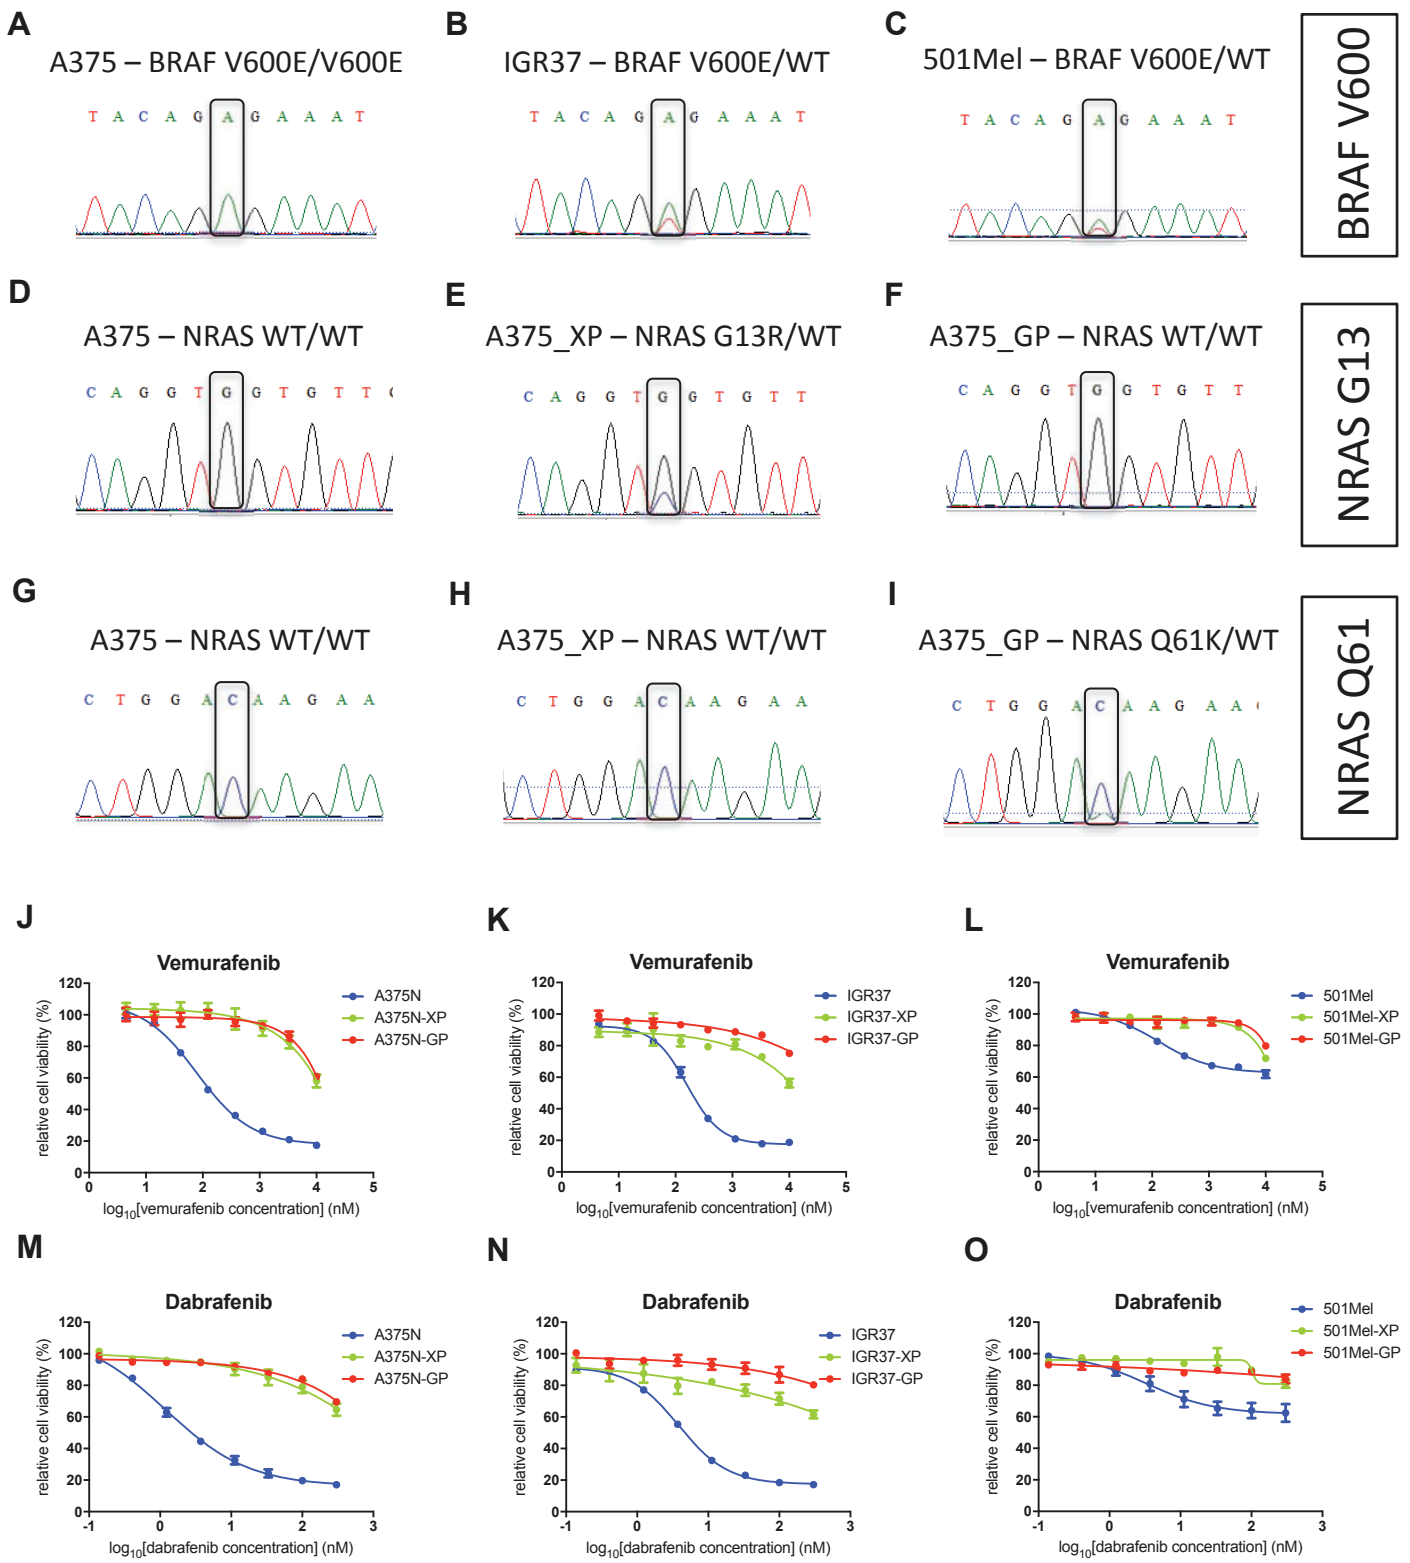 A
B
C
A375 – BRAF V600E/V600E
IGR37 – BRAF V600E/WT
501Mel – BRAF V600E/WT
BRAF V600
T A C A G A G A A A T
T A C A G A G A A A T
T A C A G A G A A A T
D
E
F
A375 – NRAS WT/WT
A375_XP – NRAS G13R/WT
A375_GP – NRAS WT/WT
NRAS G13
C A G G T G G T G T T
C A G G T G G T G T T
C A G G T G G T G T T
G
H
I
A375 – NRAS WT/WT
A375_XP – NRAS WT/WT
A375_GP – NRAS Q61K/WT
NRAS Q61
C T G G A C A A G A A
C T G G A C A A G A A
C T G G A C A A G A A
J
Vemurafenib
A375N
A375N-XP
A375N-GP
relative cell viability (%)
120
100
80
60
40
20
0
0 1 2 3 4 5
log10[vemurafenib concentration] (nM)
K
Vemurafenib
IGR37
IGR37-XP
IGR37-GP
relative cell viability (%)
120
100
80
60
40
20
0
0 1 2 3 4 5
log10[vemurafenib concentration] (nM)
L
Vemurafenib
501Mel
501Mel-XP
501Mel-GP
relative cell viability (%)
120
100
80
60
40
20
0
0 1 2 3 4 5
log10[vemurafenib concentration] (nM)
M
Dabrafenib
A375N
A375N-XP
A375N-GP
relative cell viability (%)
120
100
80
60
40
20
0
-1 0 1 2 3
log10[dabrafenib concentration] (nM)
N
Dabrafenib
IGR37
IGR37-XP
IGR37-GP
relative cell viability (%)
120
100
80
60
40
20
0
-1 0 1 2 3
log10[dabrafenib concentration] (nM)
O
Dabrafenib
501Mel
501Mel-XP
501Mel-GP
relative cell viability (%)
120
100
80
60
40
20
0
-1 0 1 2 3
log10[dabrafenib concentration] (nM)